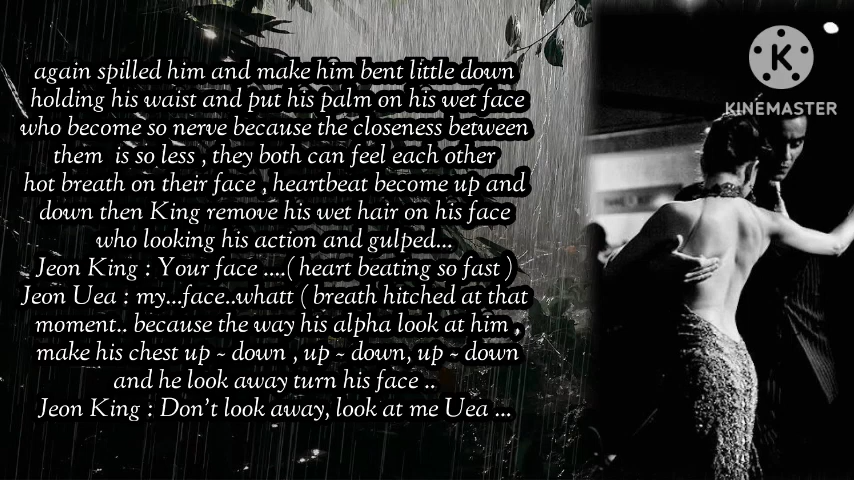 again spilled him and make him bent little down
holding his waist and put his palm on his wet face
who become so nerve because the closeness between
them is so less , they both can feel each other
hot breath on their face , heartbeat become up and
down then King remove his wet hair on his face
who looking his action and gulped...
Jeon King : Your face ....( heart beating so fast )
Jeon Uea : my...face..whatt ( breath hitched at that
moment.. because the way his alpha look at him ,
make his chest up ~ down , up ~ down, up ~ down
and he look away turn his face ..
Jeon King : Don't look away, look at me Uea ...
K
KINEMASTER